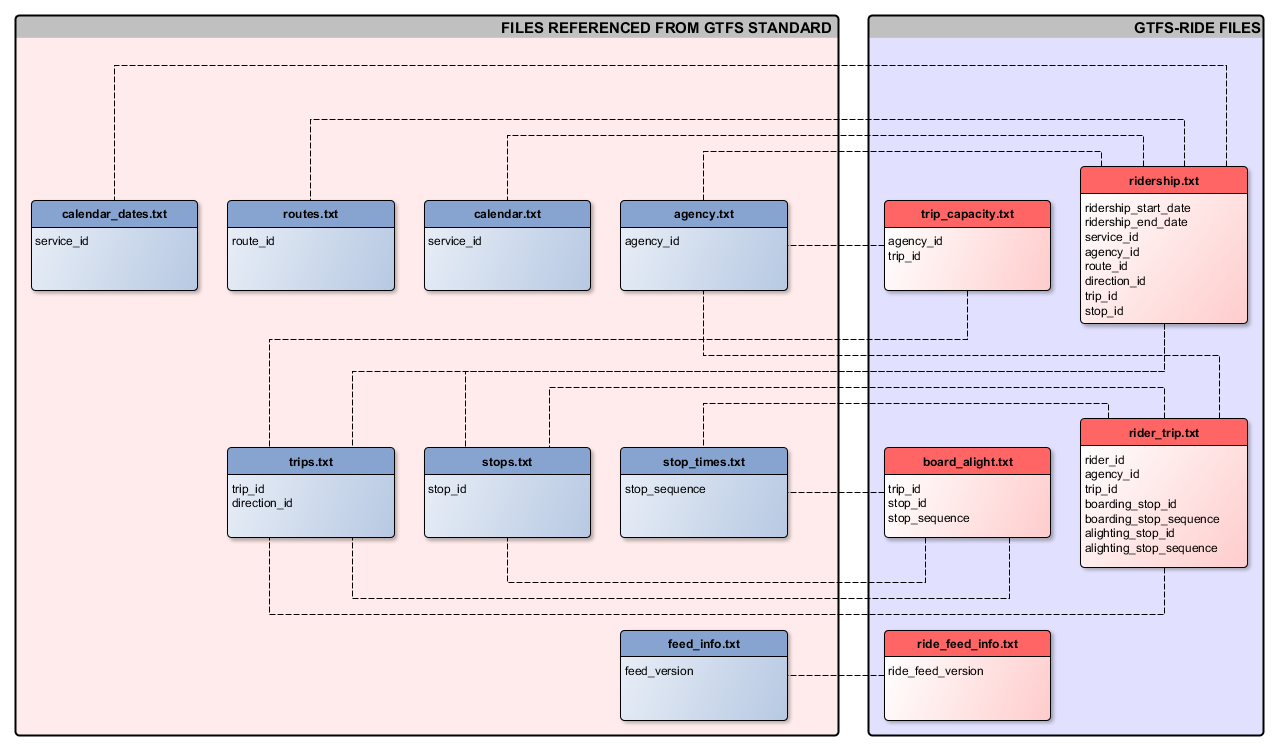 FILES REFERENCED FROM GTFS STANDARD
calendar_dates.txt
service_id
routes.txt
route_id
calendar.txt
service_id
agency.txt
agency_id
trips.txt
trip_id
direction_id
stops.txt
stop_id
stop_times.txt
stop_sequence
feed_info.txt
feed_version
GTFS-RIDE FILES
trip_capacity.txt
agency_id
trip_id
ridership.txt
ridership_start_date
ridership_end_date
service_id
agency_id
route_id
direction_id
trip_id
stop_id
board_alight.txt
trip_id
stop_id
stop_sequence
rider_trip.txt
rider_id
agency_id
trip_id
boarding_stop_id
boarding_stop_sequence
alighting_stop_id
alighting_stop_sequence
ride_feed_info.txt
ride_feed_version